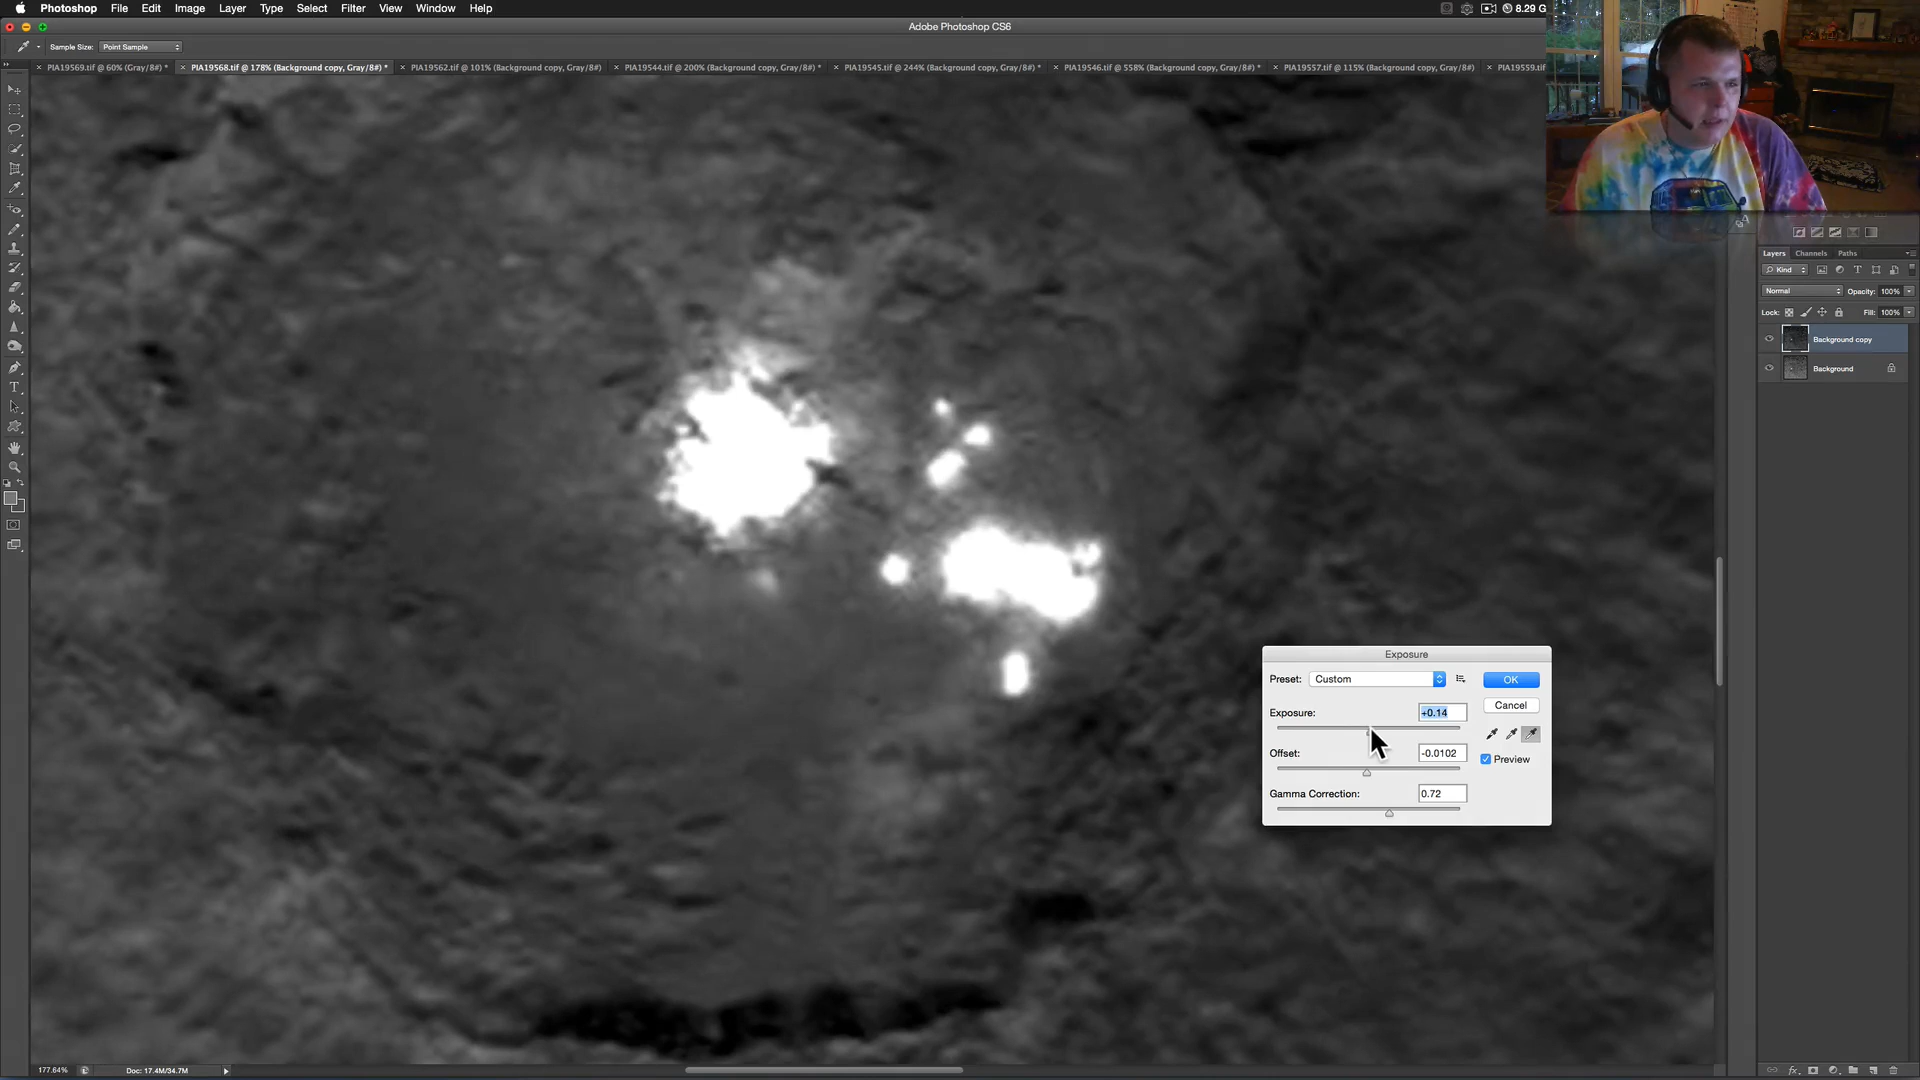 Photoshop File Edit Image Layer Type Select Filter View Window Help 8.29 G
Adobe Photoshop CS6
Sample Size: Point Sample
PIA19569.tif @ 60% (Gray/8#) * PIA19568.tif @ 178% (Background copy, Gray/8#) * PIA19562.tif @ 101% (Background copy, Gray/8#) PIA19544.tif @ 200% (Background copy, Gray/8#) * PIA19545.tif @ 244% (Background copy, Gray/8#) * PIA19546.tif @ 558% (Background copy, Gray/8#) * PIA19557.tif @ 115% (Background copy, Gray/8#) PIA19559.tif
Layers Channels Paths
Kind
Normal Opacity: 100%
Lock: Fill: 100%
Background copy
Background
Exposure
Preset: Custom OK
Exposure: +0.14 Cancel
Offset: -0.0102 Preview
Gamma Correction: 0.72
177.64% Doc: 17.4M/34.7M